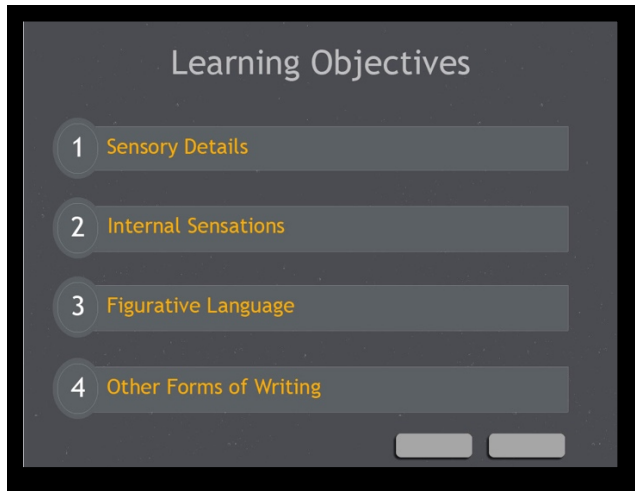 Learning Objectives
1 Sensory Details
2 Internal Sensations
3 Figurative Language
4 Other Forms of Writing